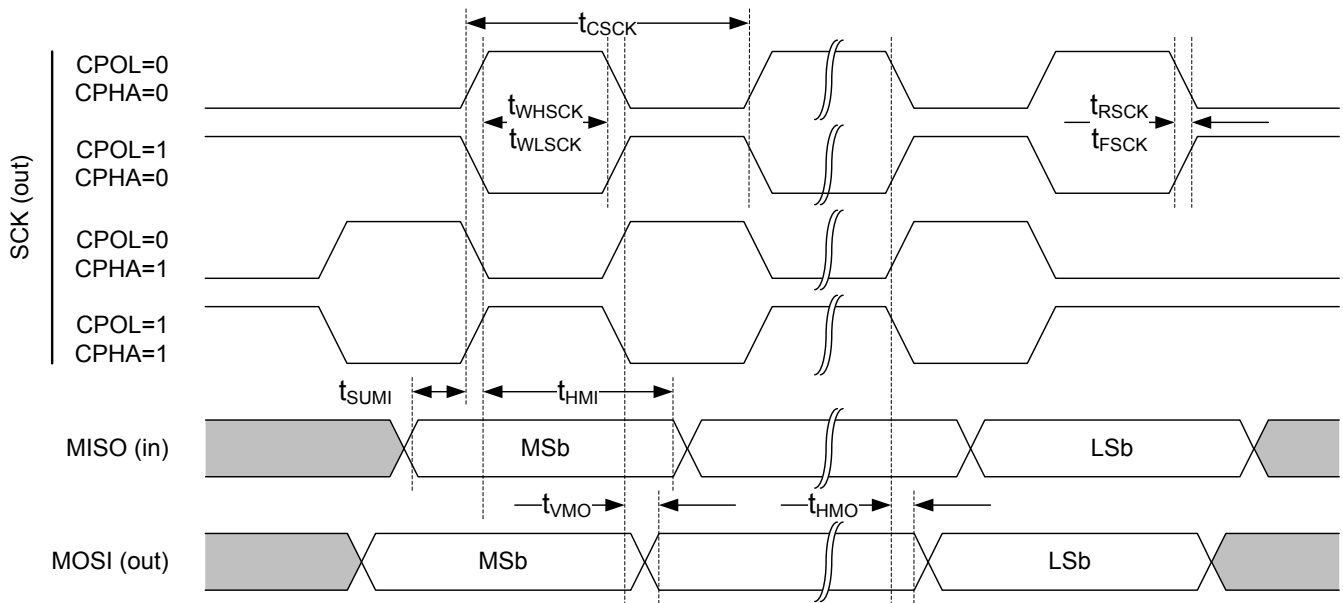 tCSCK
CPOL=0
CPHA=0
tWHSCK
tWLSCK
tRSCK
tFSCK
CPOL=1
CPHA=0
SCK (out)
CPOL=0
CPHA=1
CPOL=1
CPHA=1
tSUMI
tHMI
MISO (in)
MSb
LSb
tVMO
tHMO
MOSI (out)
MSb
LSb